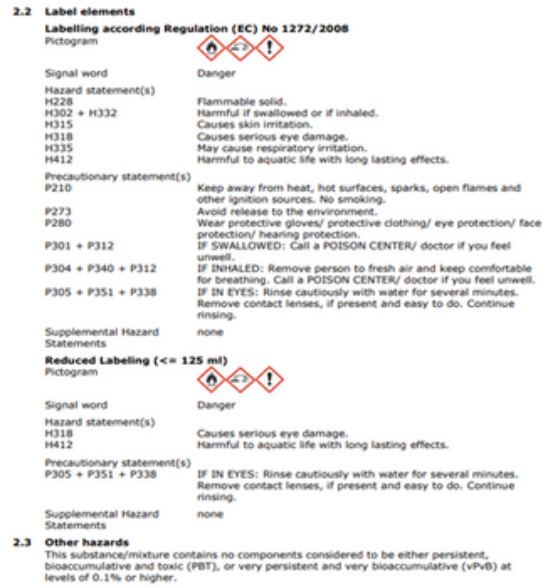 2.2 Label elements
Labelling according Regulation (EC) No 1272/2008
Pictogram
Signal word Danger
Hazard statement(s)
H228 Flammable solid.
H302 + H332 Harmful if swallowed or if inhaled.
H315 Causes skin irritation.
H318 Causes serious eye damage.
H335 May cause respiratory irritation.
H412 Harmful to aquatic life with long lasting effects.
Precautionary statement(s)
P210 Keep away from heat, hot surfaces, sparks, open flames and
other ignition sources. No smoking.
P273 Avoid release to the environment.
P280 Wear protective gloves/ protective clothing/ eye protection/ face
protection/ hearing protection.
P301 + P312 IF SWALLOWED: Call a POISON CENTER/ doctor if you feel
unwell.
P304 + P340 + P312 IF INHALED: Remove person to fresh air and keep comfortable
for breathing. Call a POISON CENTER/ doctor if you feel unwell.
P305 + P351 + P338 IF IN EYES: Rinse cautiously with water for several minutes.
Remove contact lenses, if present and easy to do. Continue
rinsing.
Supplemental Hazard none
Statements
Reduced Labeling (<= 125 ml)
Pictogram
Signal word Danger
Hazard statement(s)
H318 Causes serious eye damage.
H412 Harmful to aquatic life with long lasting effects.
Precautionary statement(s)
P305 + P351 + P338 IF IN EYES: Rinse cautiously with water for several minutes.
Remove contact lenses, if present and easy to do. Continue
rinsing.
Supplemental Hazard none
Statements
2.3 Other hazards
This substance/mixture contains no components considered to be either persistent,
bioaccumulative and toxic (PBT), or very persistent and very bioaccumulative (vPvB) at
levels of 0.1% or higher.